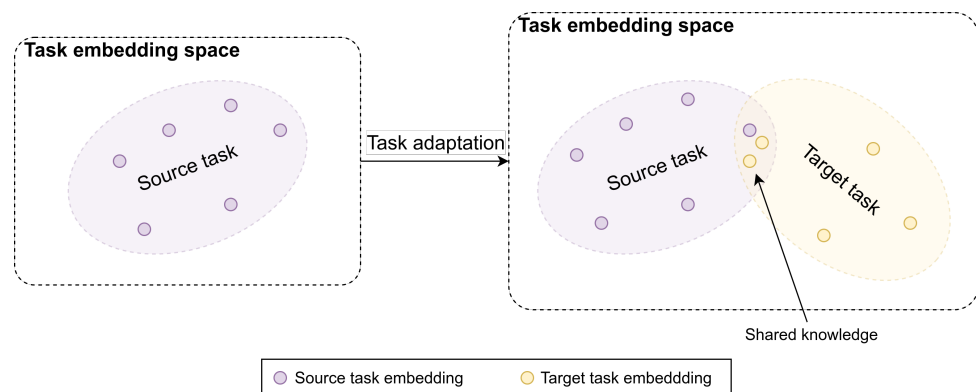 Task embedding space
Source task
Task adaptation
Task embedding space
Source task
Target task
Shared knowledge
Source task embedding
Target task embeddding